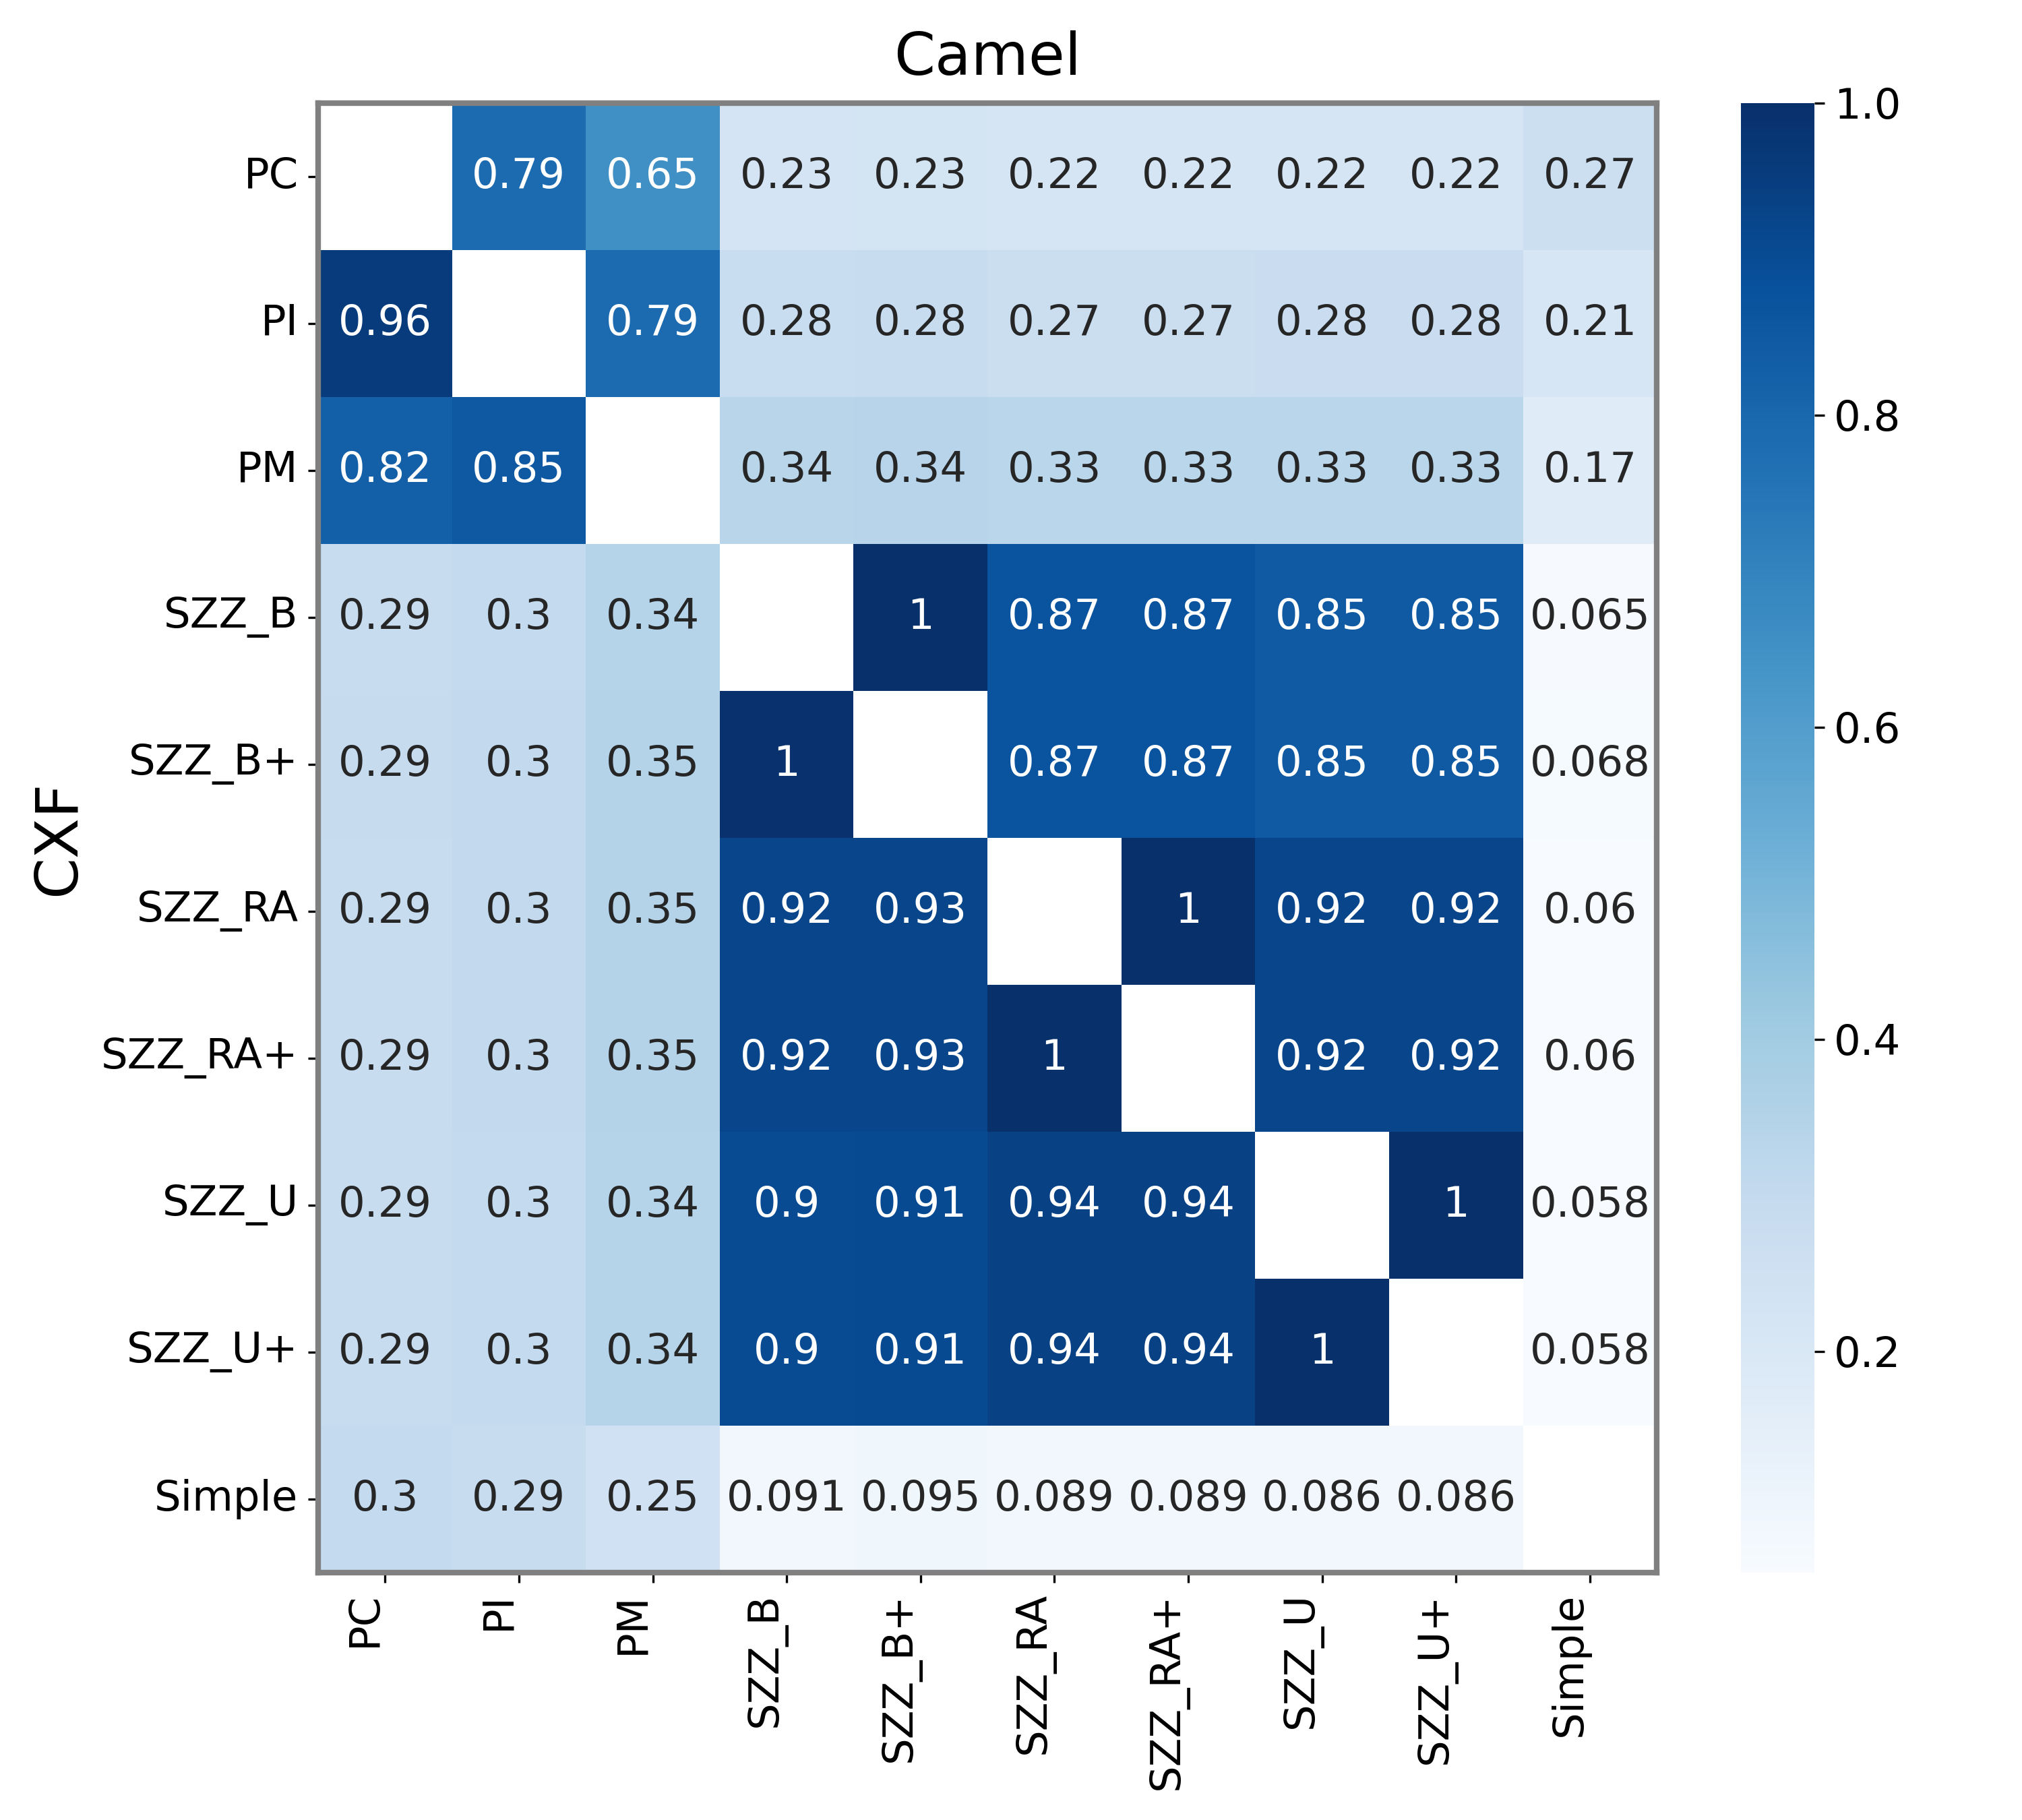 Camel
PC 0.79 0.65 0.23 0.23 0.22 0.22 0.22 0.22 0.27
PI 0.96 0.79 0.28 0.28 0.27 0.27 0.28 0.28 0.21
PM 0.82 0.85 0.34 0.34 0.33 0.33 0.33 0.33 0.17
SZZ_B 0.29 0.3 0.34 1 0.87 0.87 0.85 0.85 0.065
SZZ_B+ 0.29 0.3 0.35 1 0.87 0.87 0.85 0.85 0.068
SZZ_RA 0.29 0.3 0.35 0.92 0.93 1 0.92 0.92 0.06
SZZ_RA+ 0.29 0.3 0.35 0.92 0.93 1 0.92 0.92 0.06
SZZ_U 0.29 0.3 0.34 0.9 0.91 0.94 0.94 1 0.058
SZZ_U+ 0.29 0.3 0.34 0.9 0.91 0.94 0.94 1 0.058
Simple 0.3 0.29 0.25 0.091 0.095 0.089 0.089 0.086 0.086
PC PI PM SZZ_B SZZ_B+ SZZ_RA SZZ_RA+ SZZ_U SZZ_U+ Simple
CXF
1.0
0.8
0.6
0.4
0.2